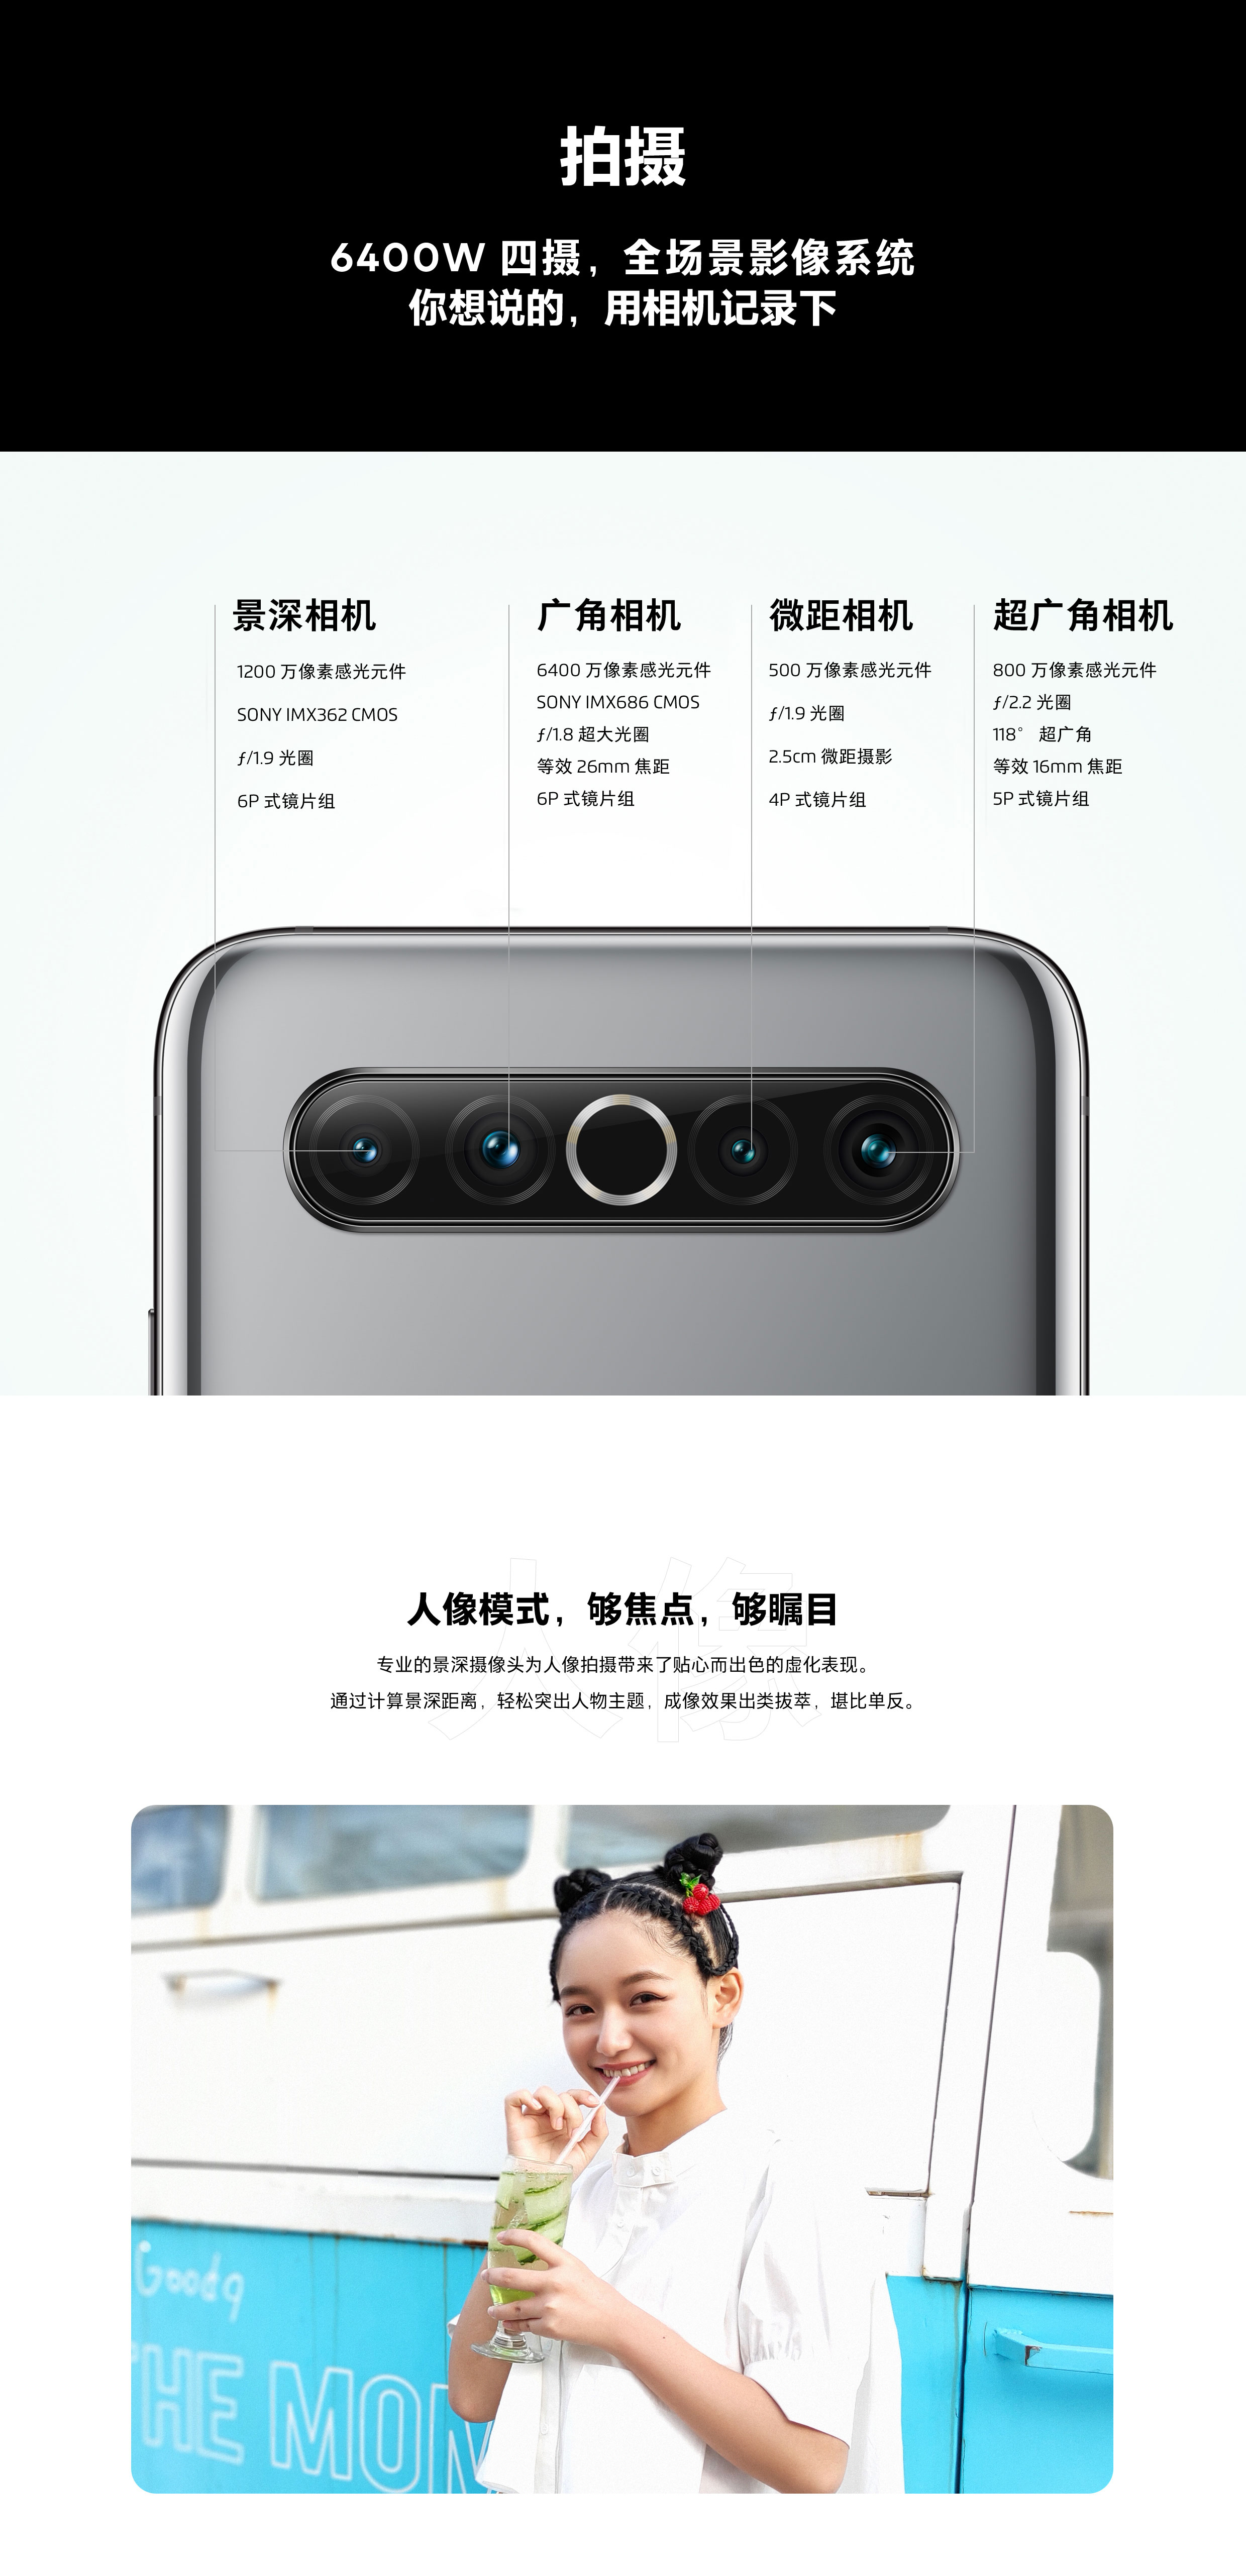 拍摄
6400W 四摄，全场景影像系统
你想说的，用相机记录下
景深相机
1200 万像素感光元件
SONY IMX362 CMOS
ƒ/1.9 光圈
6P 式镜片组
广角相机
6400 万像素感光元件
SONY IMX686 CMOS
ƒ/1.8 超大光圈
等效 26mm 焦距
6P 式镜片组
微距相机
500 万像素感光元件
ƒ/1.9 光圈
2.5cm 微距摄影
4P 式镜片组
超广角相机
800 万像素感光元件
ƒ/2.2 光圈
118° 超广角
等效 16mm 焦距
5P 式镜片组
人像
人像模式，够焦点，够瞩目
专业的景深摄像头为人像拍摄带来了贴心而出色的虚化表现。
通过计算景深距离，轻松突出人物主题，成像效果出类拔萃，堪比单反。
THE MON